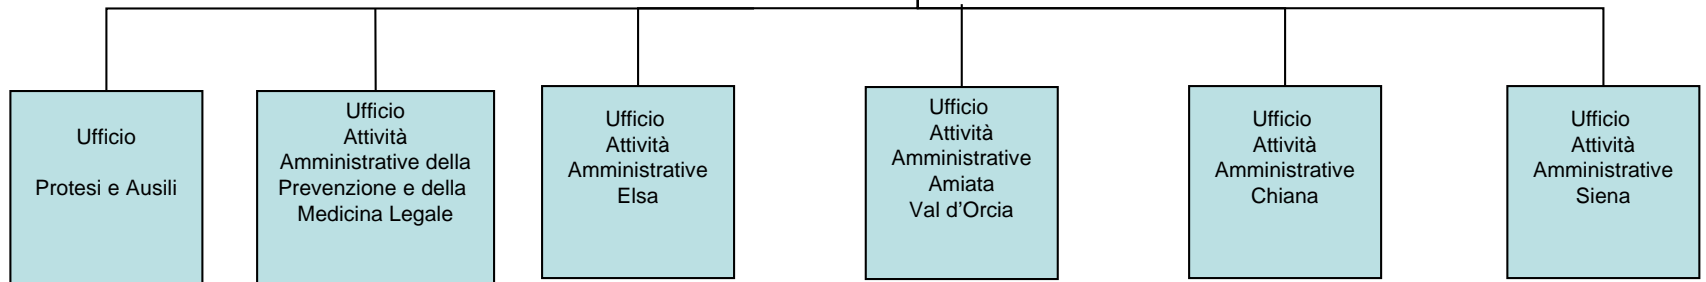 Ufficio
Protesi e Ausili
Ufficio
Attività
Amministrative della
Prevenzione e della
Medicina Legale
Ufficio
Attività
Amministrative
Elsa
Ufficio
Attività
Amministrative
Amiata
Val d'Orcia
Ufficio
Attività
Amministrative
Chiana
Ufficio
Attività
Amministrative
Siena